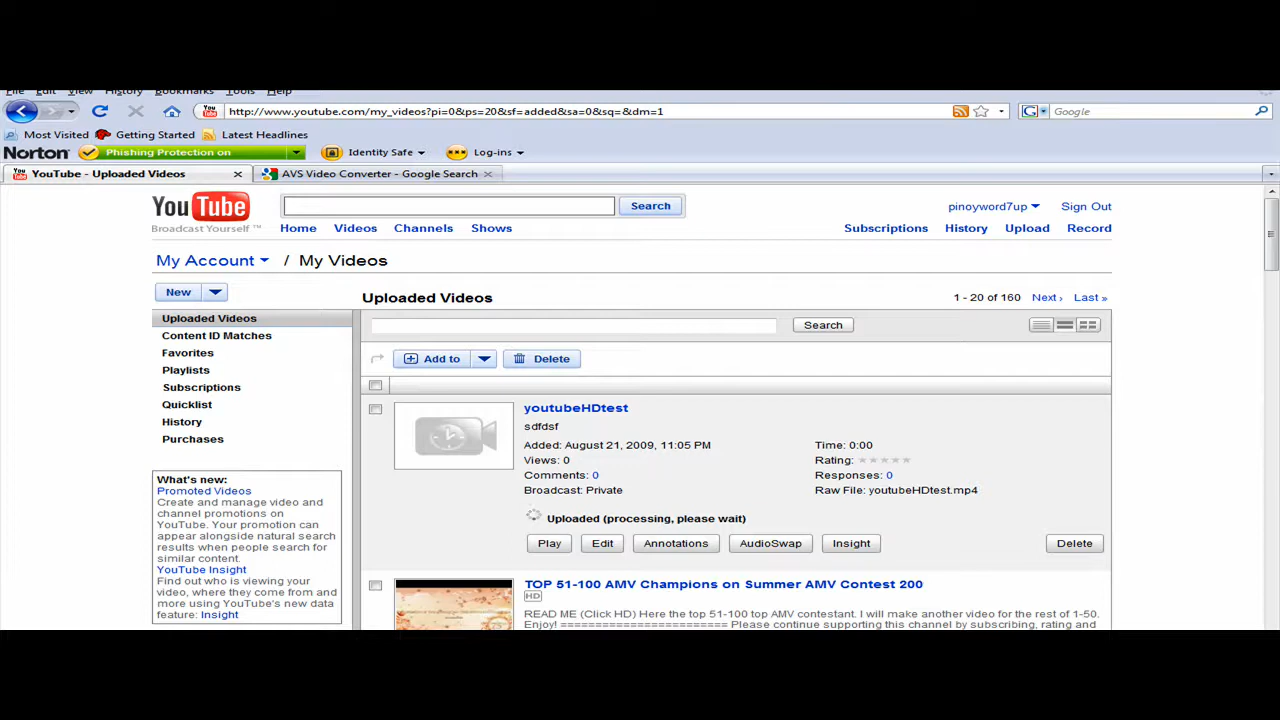 File Edit View History Bookmarks Tools Help
You Tube http://www.youtube.com/my_videos?pi=0&ps=20&sf=added&sa=0&sq=&dm=1 G Google
Most Visited Getting Started Latest Headlines
Norton Phishing Protection on Identity Safe Log-ins
YouTube - Uploaded Videos AVS Video Converter - Google Search
YouTube Search pinoyword7up Sign Out
Broadcast Yourself ™ Home Videos Channels Shows Subscriptions History Upload Record
My Account / My Videos
New Uploaded Videos 1 - 20 of 160 Next › Last »
Uploaded Videos
Search
Content ID Matches
Favorites
Add to Delete
Playlists
Subscriptions
Quicklist
History
Purchases
youtubeHDtest
sdfdsf
Added: August 21, 2009, 11:05 PM Time: 0:00
Views: 0 Rating:
Comments: 0 Responses: 0
Broadcast: Private Raw File: youtubeHDtest.mp4
Uploaded (processing, please wait)
Play Edit Annotations AudioSwap Insight Delete
What's new:
Promoted Videos
Create and manage video and
channel promotions on
YouTube. Your promotion can
appear alongside natural search
results when people search for
similar content.
YouTube Insight
Find out who is viewing your
video, where they come from and
more using YouTube's new data
feature: Insight
TOP 51-100 AMV Champions on Summer AMV Contest 200
HD
READ ME (Click HD) Here the top 51-100 top AMV contestant. I will make another video for the rest of 1-50.
Enjoy! ======================== Please continue supporting this channel by subscribing, rating and